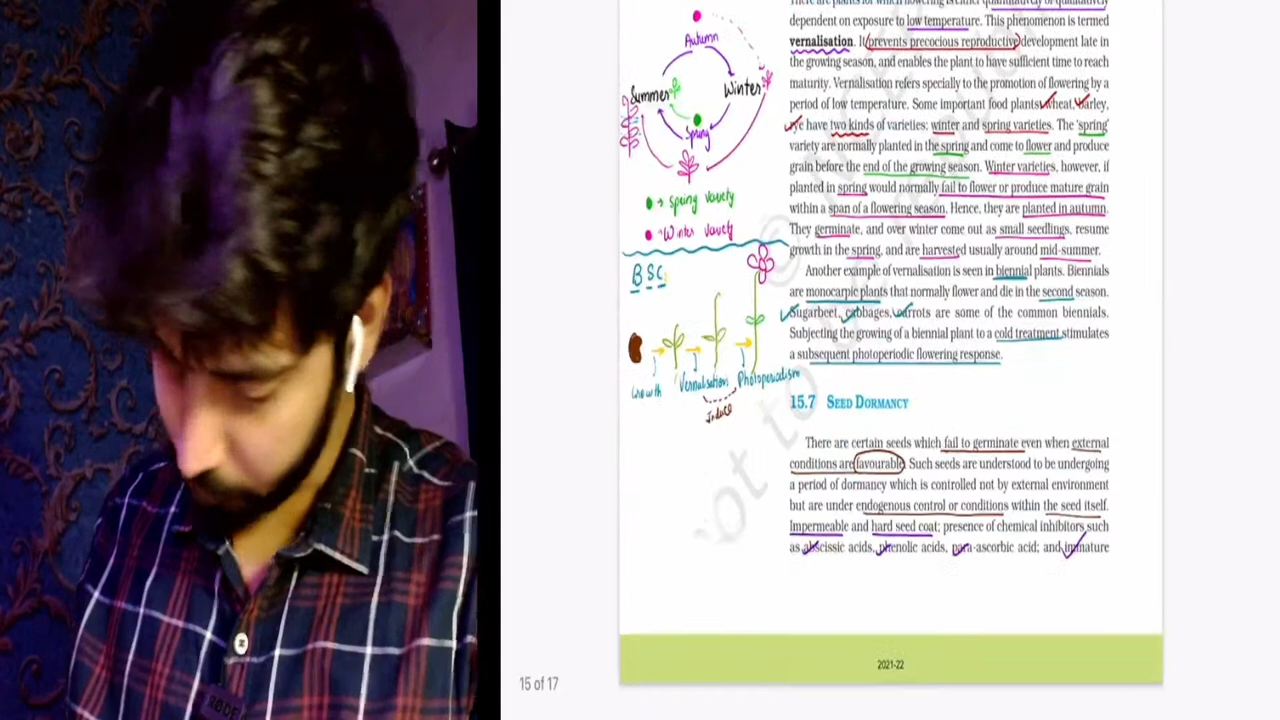 There are plants for which flowering is either quantitatively or qualitatively
dependent on exposure to low temperature. This phenomenon is termed
vernalisation. It prevents precocious reproductive development late in
the growing season, and enables the plant to have sufficient time to reach
maturity. Vernalisation refers specially to the promotion of flowering by a
period of low temperature. Some important food plants, wheat, barley,
rye have two kinds of varieties: winter and spring varieties. The 'spring'
variety are normally planted in the spring and come to flower and produce
grain before the end of the growing season. Winter varieties, however, if
planted in spring would normally fail to flower or produce mature grain
within a span of a flowering season. Hence, they are planted in autumn.
They germinate, and over winter come out as small seedlings, resume
growth in the spring, and are harvested usually around mid-summer.
Another example of vernalisation is seen in biennial plants. Biennials
are monocarpic plants that normally flower and die in the second season.
Sugarbeet, cabbages, carrots are some of the common biennials.
Subjecting the growing of a biennial plant to a cold treatment stimulates
a subsequent photoperiodic flowering response.
15.7 SEED DORMANCY
There are certain seeds which fail to germinate even when external
conditions are favourable. Such seeds are understood to be undergoing
a period of dormancy which is controlled not by external environment
but are under endogenous control or conditions within the seed itself.
Impermeable and hard seed coat; presence of chemical inhibitors such
as abscissic acids, phenolic acids, para-ascorbic acid; and immature
Autumn
Summer
Winter
Spring
→ Spring variety
Winter variety
BSC
Growth
Vernalisation
Photoperiodism
Induce
2021-22
15 of 17
RODE